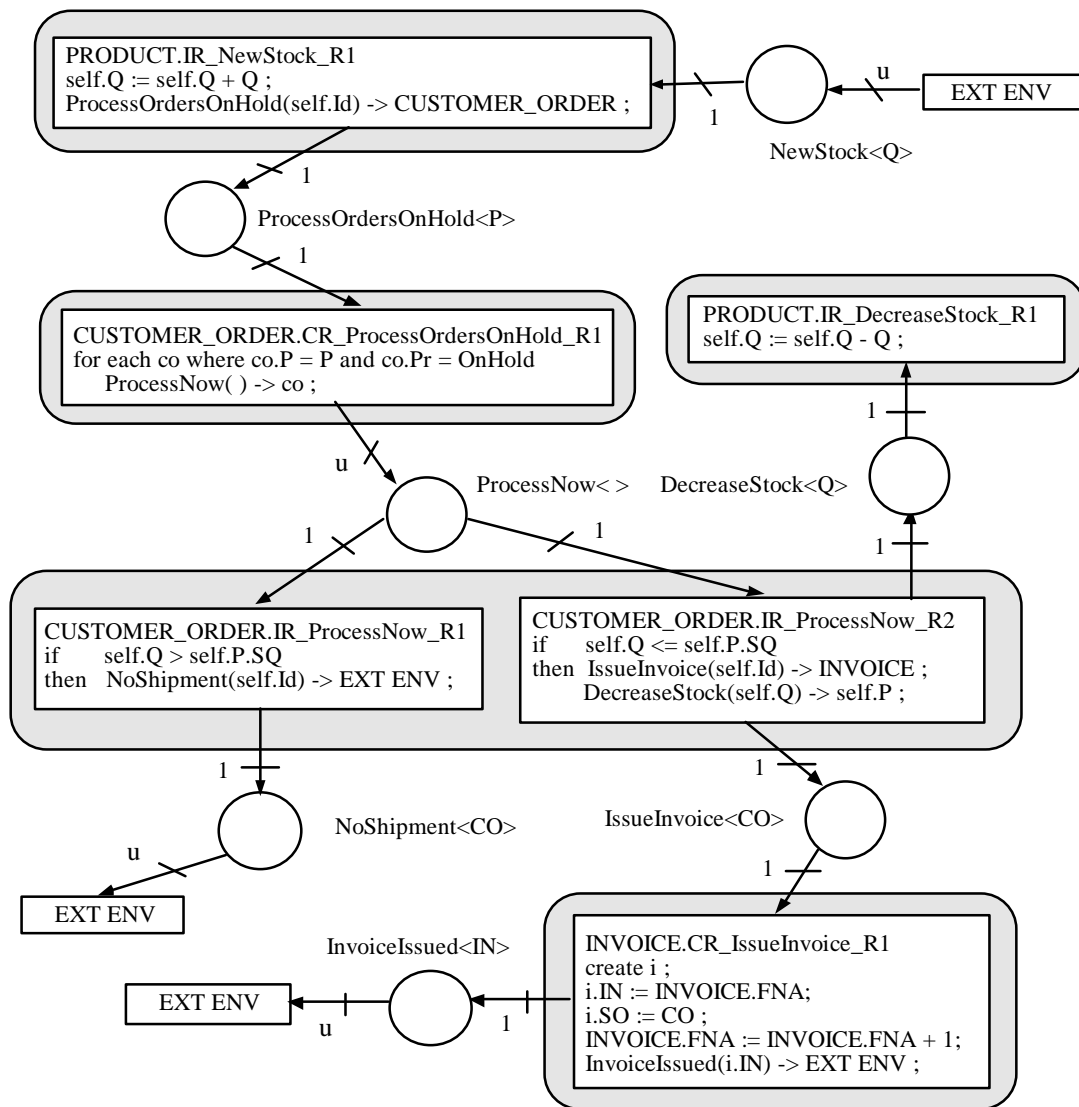 PRODUCT.IR_NewStock_R1
self.Q := self.Q + Q ;
ProcessOrdersOnHold(self.Id) -> CUSTOMER_ORDER ;
1
u
EXT ENV
NewStock<Q>
1
ProcessOrdersOnHold<P>
1
CUSTOMER_ORDER.CR_ProcessOrdersOnHold_R1
for each co where co.P = P and co.Pr = OnHold
ProcessNow( ) -> co ;
PRODUCT.IR_DecreaseStock_R1
self.Q := self.Q - Q ;
1
u
ProcessNow< >
DecreaseStock<Q>
1
1
1
CUSTOMER_ORDER.IR_ProcessNow_R1
if self.Q > self.P.SQ
then NoShipment(self.Id) -> EXT ENV ;
CUSTOMER_ORDER.IR_ProcessNow_R2
if self.Q <= self.P.SQ
then IssueInvoice(self.Id) -> INVOICE ;
DecreaseStock(self.Q) -> self.P ;
1
1
NoShipment<CO>
IssueInvoice<CO>
u
1
EXT ENV
InvoiceIssued<IN>
EXT ENV
u
1
INVOICE.CR_IssueInvoice_R1
create i ;
i.IN := INVOICE.FNA;
i.SO := CO ;
INVOICE.FNA := INVOICE.FNA + 1;
InvoiceIssued(i.IN) -> EXT ENV ;